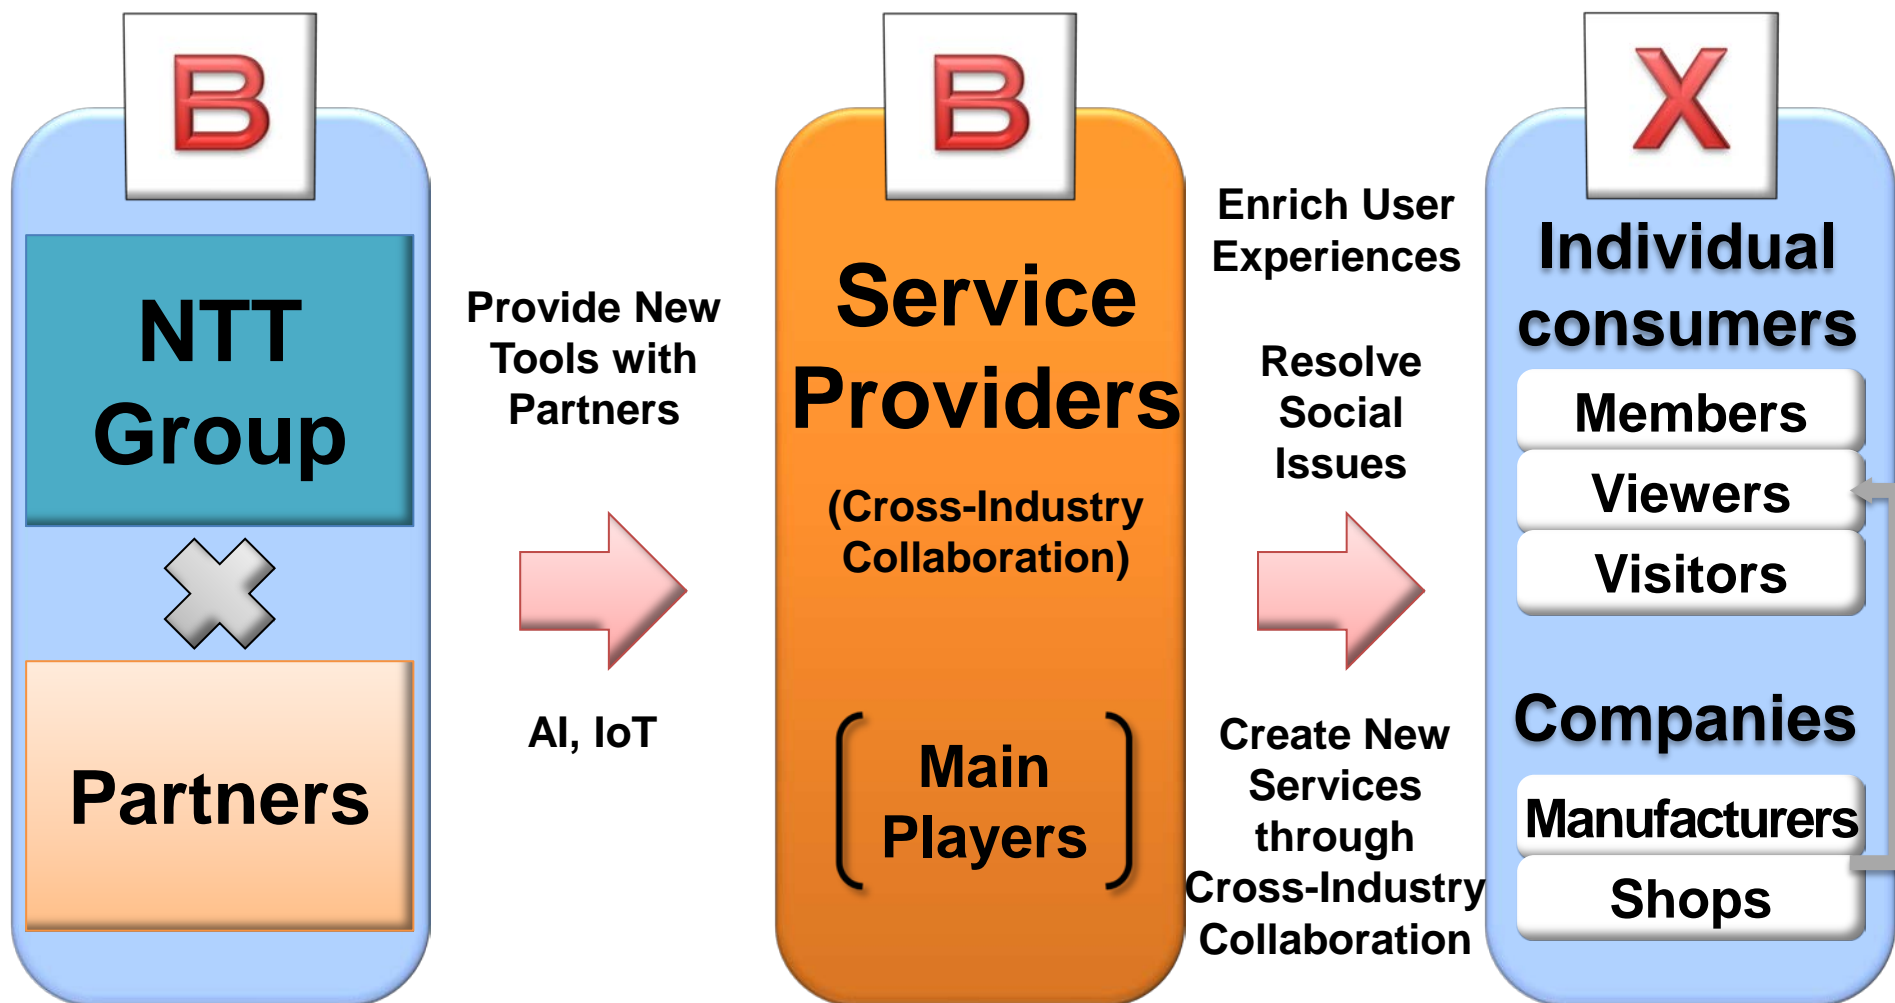 B
NTT
Group
Partners
Provide New
Tools with
Partners
AI, IoT
B
Service
Providers
(Cross-Industry
Collaboration)
Main
Players
Enrich User
Experiences
Resolve
Social
Issues
Create New
Services
through
Cross-Industry
Collaboration
X
Individual
consumers
Members
Viewers
Visitors
Companies
Manufacturers
Shops